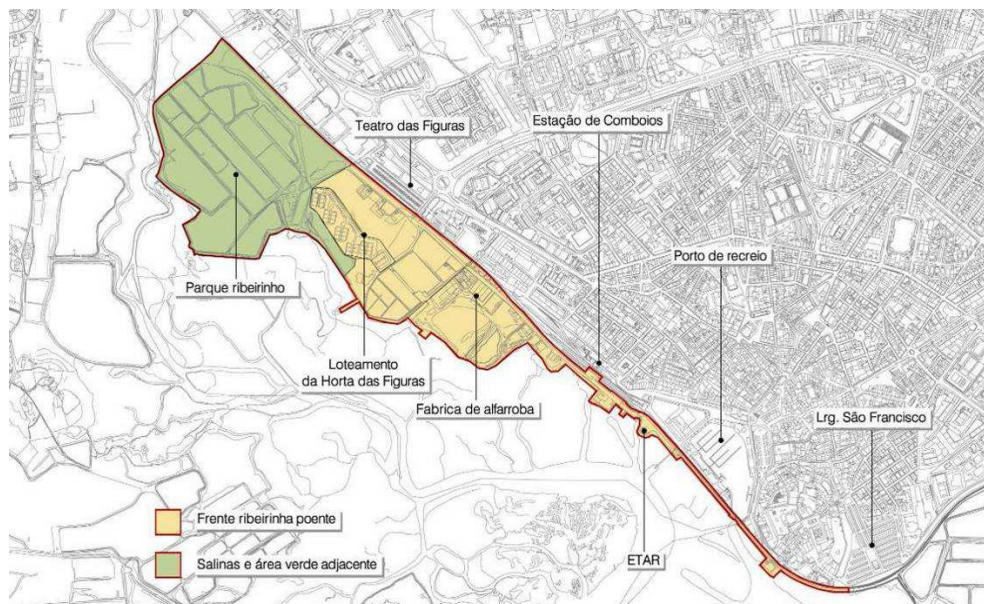 Teatro das Figuras
Estação de Comboios
Porto de recreio
Parque ribeirinho
Loteamento
da Horta das Figuras
Fabrica de alfarroba
Lrg. São Francisco
Frente ribeirinha poente
Salinas e área verde adjacente
ETAR